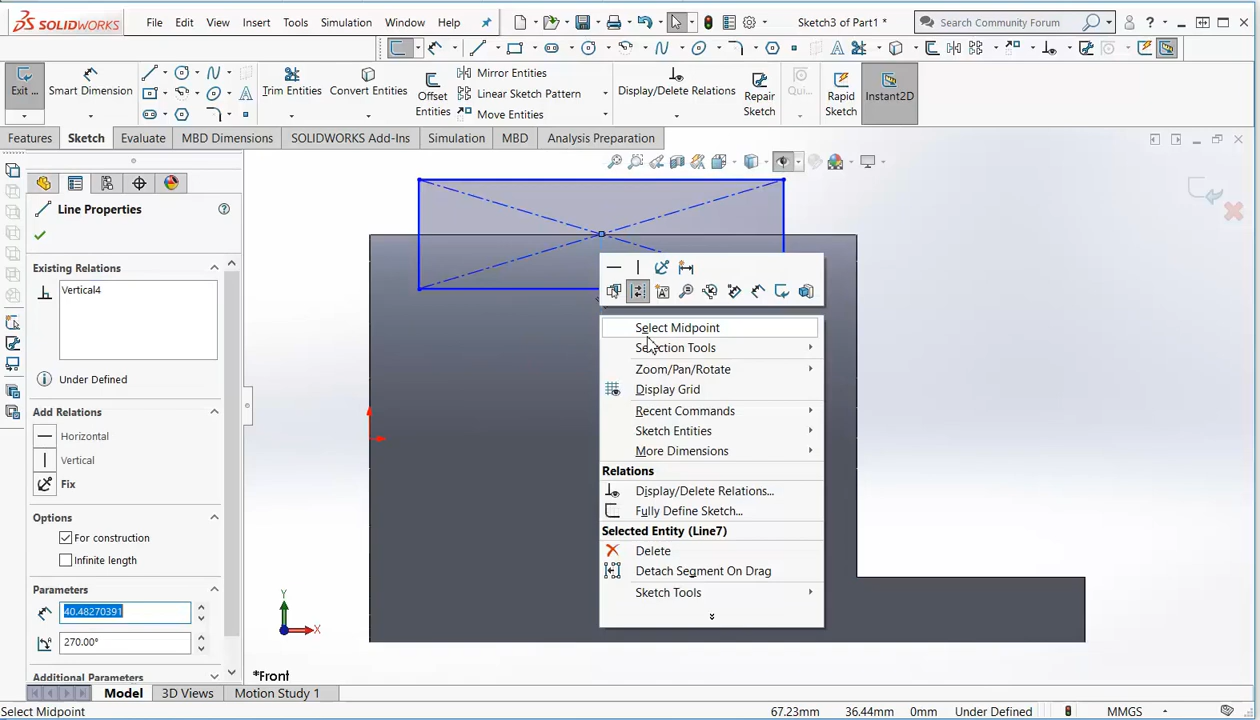 SOLIDWORKS File Edit View Insert Tools Simulation Window Help Sketch3 of Part1 * Search Community Forum
Exit ... Smart Dimension Trim Entities Convert Entities Offset Entities Mirror Entities Display/Delete Relations Repair Sketch Qui... Rapid Sketch Instant2D
Linear Sketch Pattern
Move Entities
Features Sketch Evaluate MBD Dimensions SOLIDWORKS Add-Ins Simulation MBD Analysis Preparation
Line Properties
Existing Relations
Vertical4
Under Defined
Add Relations
Horizontal
Vertical
Fix
Options
For construction
Infinite length
Parameters
40.48270391
270.00°
Additional Parameters
Select Midpoint
Selection Tools
Zoom/Pan/Rotate
Display Grid
Recent Commands
Sketch Entities
More Dimensions
Relations
Display/Delete Relations...
Fully Define Sketch...
Selected Entity (Line7)
Delete
Detach Segment On Drag
Sketch Tools
Y
X
*Front
Model 3D Views Motion Study 1
Select Midpoint 67.23mm 36.44mm 0mm Under Defined MMGS